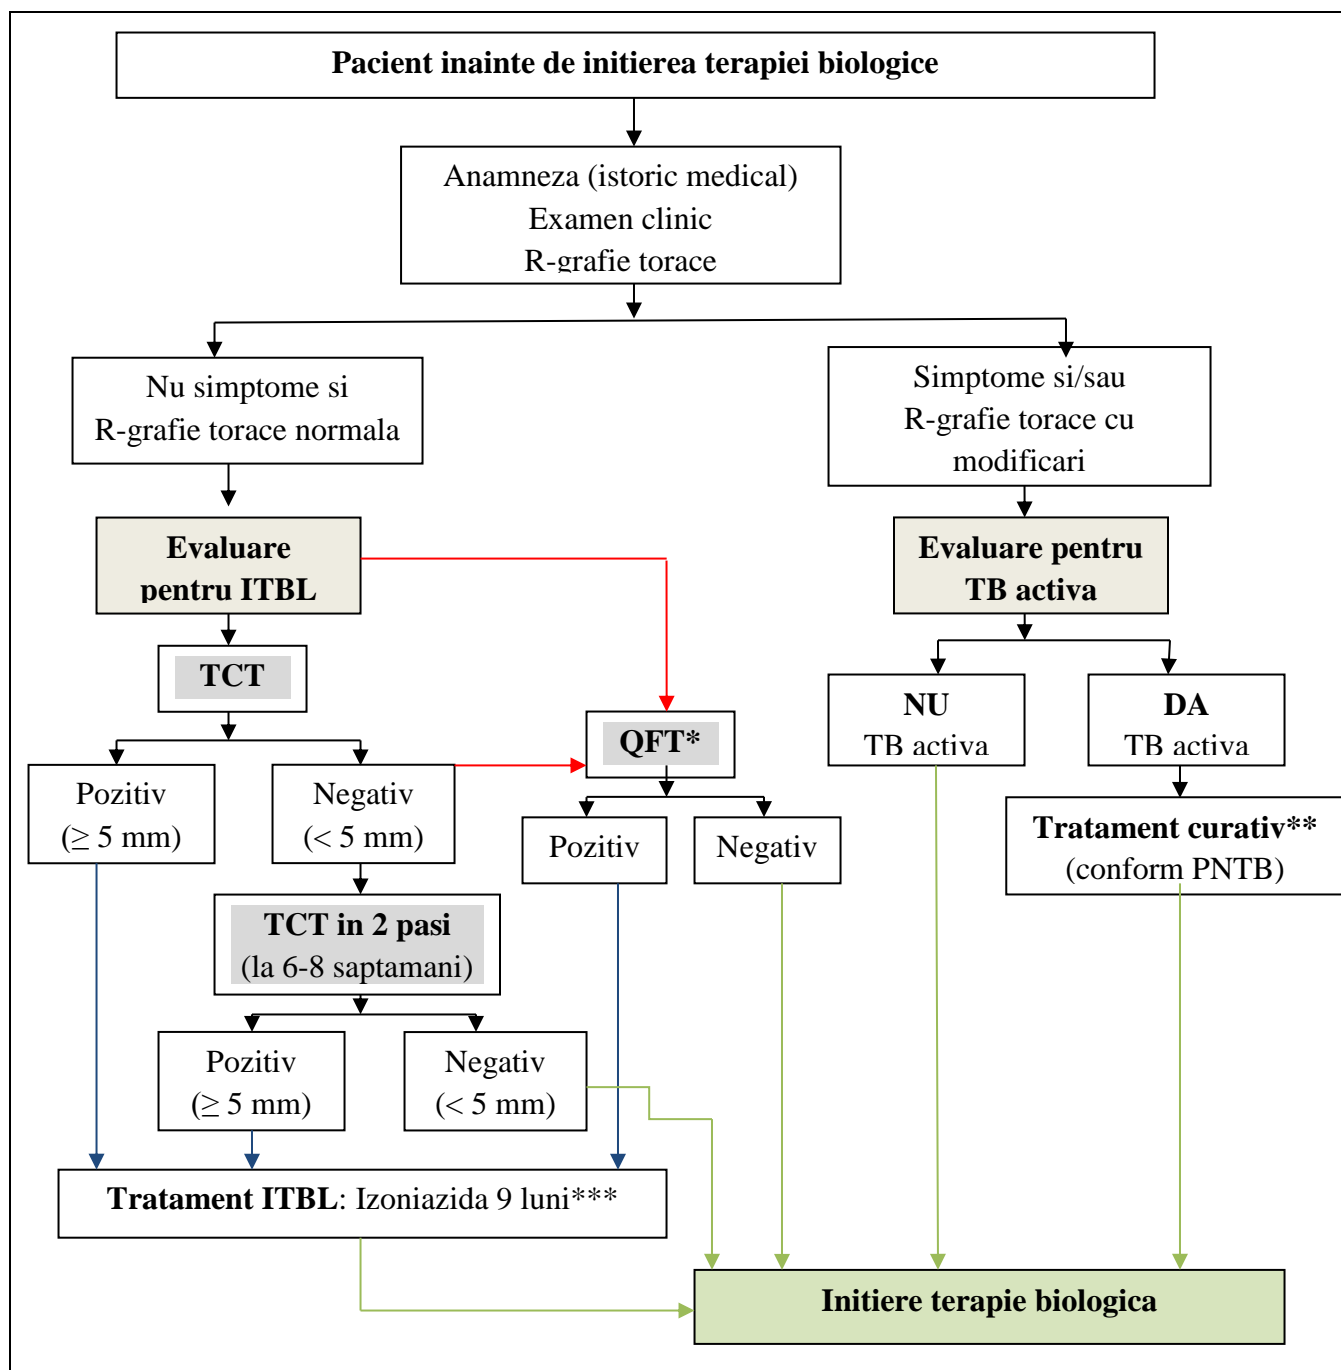 Pacient inainte de initierea terapiei biologice
Anamneza (istoric medical)
Examen clinic
R-grafie torace
Nu simptome si
R-grafie torace normala
Simptome si/sau
R-grafie torace cu
modificari
Evaluare
pentru ITBL
Evaluare pentru
TB activa
TCT
QFT*
NU
TB activa
DA
TB activa
Pozitiv
(≥ 5 mm)
Negativ
(< 5 mm)
Pozitiv
Negativ
Tratament curativ**
(conform PNTB)
TCT in 2 pasi
(la 6-8 saptamani)
Pozitiv
(≥ 5 mm)
Negativ
(< 5 mm)
Tratament ITBL: Izoniazida 9 luni***
Initiere terapie biologica